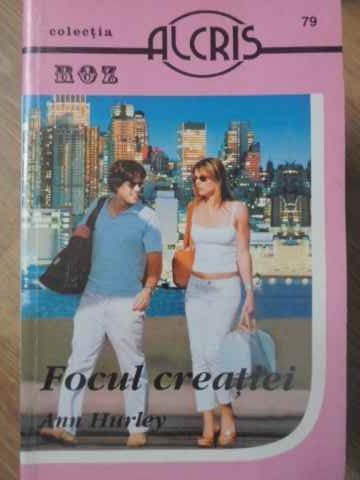 colecția
ALCRIS
79
ROZ
Focul creației
Ann Hurley